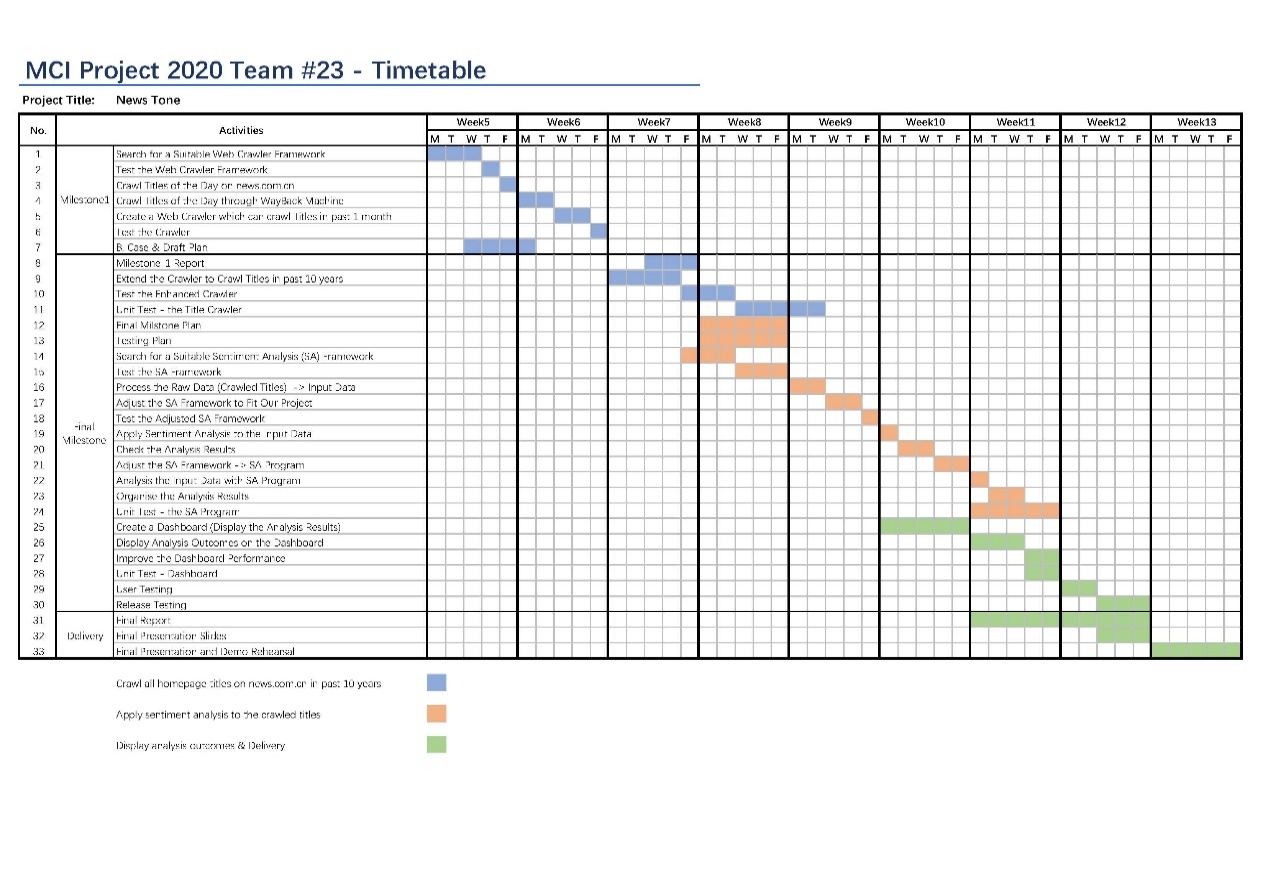 MCI Project 2020 Team #23 - Timetable
Project Title: News Tone
No. Activities Week5 Week6 Week7 Week8 Week9 Week10 Week11 Week12 Week13
M T W T F M T W T F M T W T F M T W T F M T W T F M T W T F M T W T F M T W T F M T W T F
1 Search for a Suitable Web Crawler Framework
2 Test the Web Crawler Framework
3 Crawl Titles of the Day on news.com.cn
Milestone1
4 Crawl Titles of the Day through WayBack Machine
5 Create a Web Crawler which can crawl Titles in past 1 month
6 Test the Crawler
7 B. Case & Draft Plan
8 Milestone 1 Report
9 Extend the Crawler to Crawl Titles in past 10 years
10 Test the Enhanced Crawler
11 Unit Test - the Title Crawler
12 Final Milstone Plan
13 Testing Plan
14 Search for a Suitable Sentiment Analysis (SA) Framework
15 Test the SA Framework
16 Process the Raw Data (Crawled Titles) -> Input Data
17 Adjust the SA Framework to Fit Our Project
18 Test the Adjusted SA Framework
Final
Milestone
19 Apply Sentiment Analysis to the Input Data
20 Check the Analysis Results
21 Adjust the SA Framework -> SA Program
22 Analysis the Input Data with SA Program
23 Organise the Analysis Results
24 Unit Test - the SA Program
25 Create a Dashboard (Display the Analysis Results)
26 Display Analysis Outcomes on the Dashboard
27 Improve the Dashboard Performance
28 Unit Test - Dashboard
29 User Testing
30 Release Testing
31 Final Report
Delivery
32 Final Presentation Slides
33 Final Presentation and Demo Rehearsal
Crawl all homepage titles on news.com.cn in past 10 years
Apply sentiment analysis to the crawled titles
Display analysis outcomes & Delivery